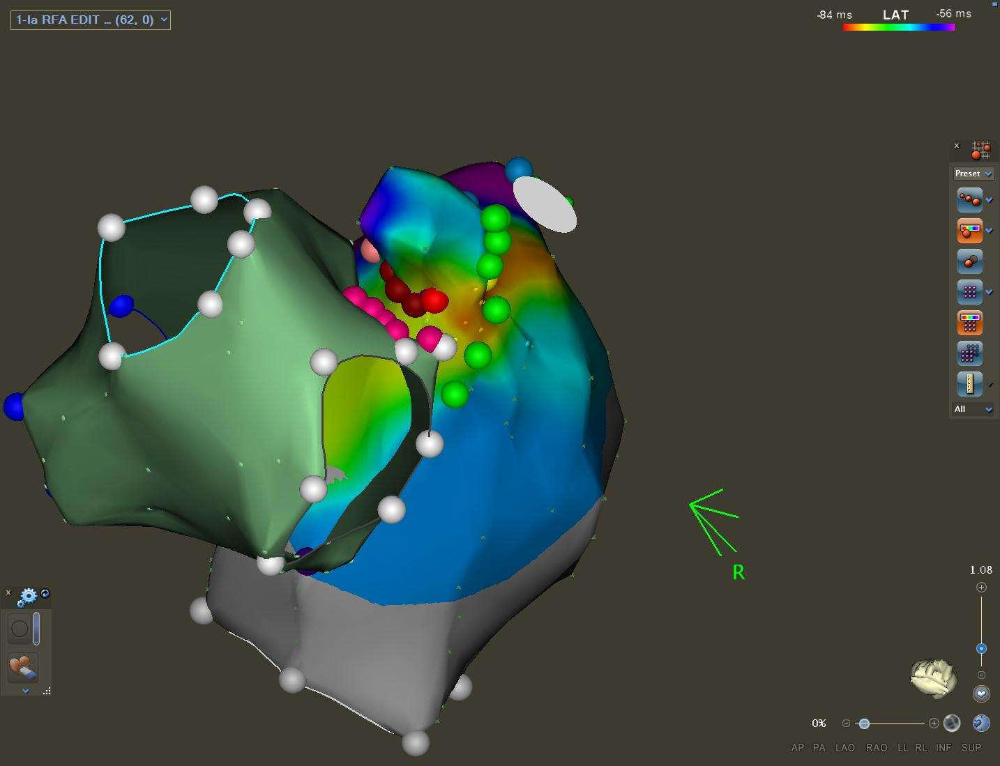 1-la RFA EDIT ... (62, 0)
-84 ms LAT -56 ms
Preset
All
R
1.08
0%
AP PA LAO RAO LL RL INF SUP